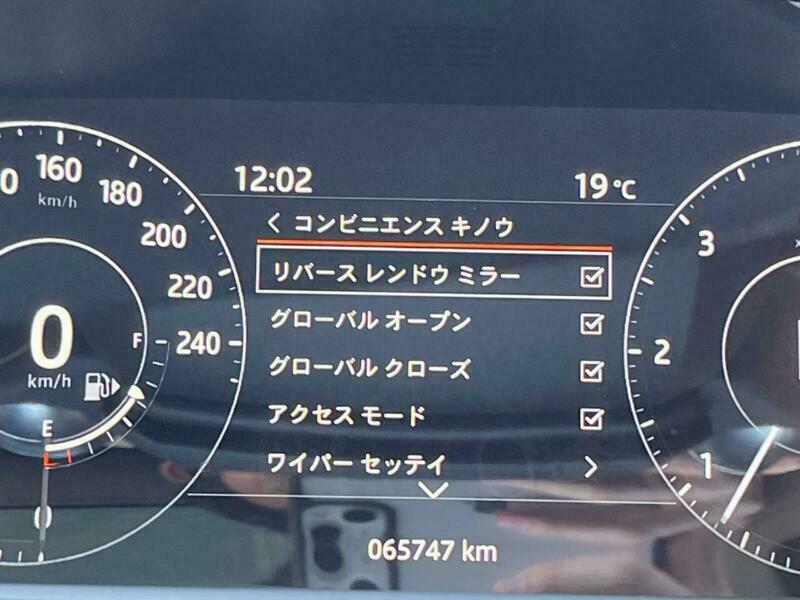 12:02
19°C
コンビニエンス キノウ
リバース レンドウ ミラー
グローバル オープン
グローバル クローズ
アクセス モード
ワイパー セッテイ
065747 km
160
km/h
180
200
220
240
0
km/h
F
E
0
3
2
1